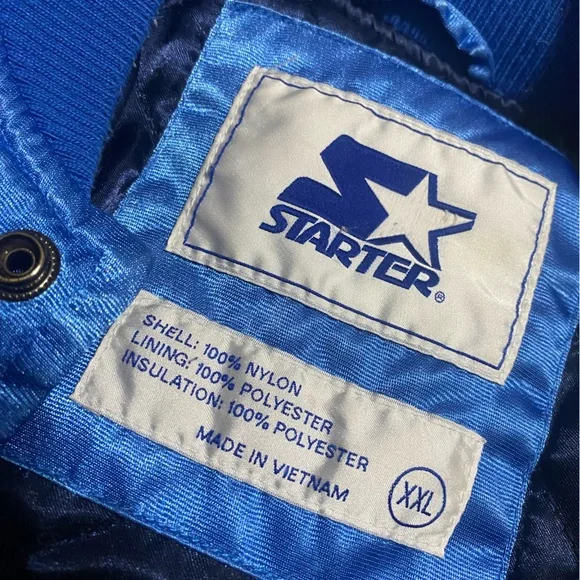 STARTER®
SHELL: 100% NYLON
LINING: 100% POLYESTER
INSULATION: 100% POLYESTER
MADE IN VIETNAM
XXL